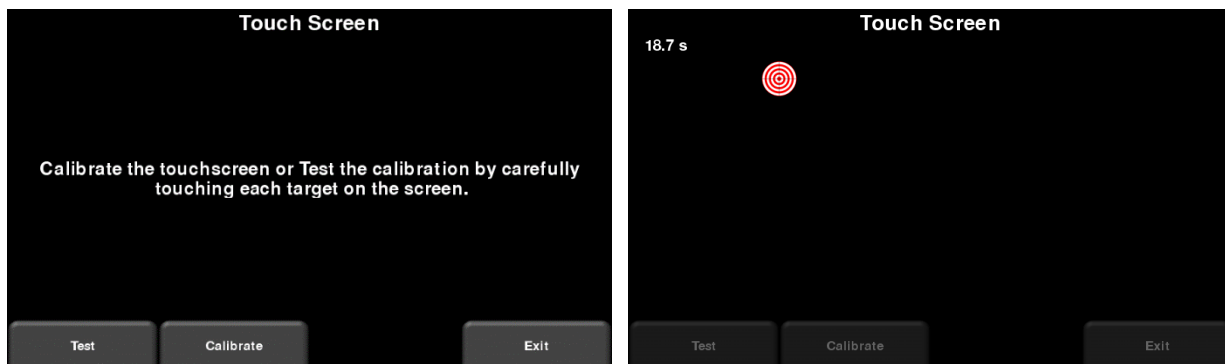 Touch Screen
Calibrate the touchscreen or Test the calibration by carefully
touching each target on the screen.
Test
Calibrate
Exit
Touch Screen
18.7 s
Test
Calibrate
Exit